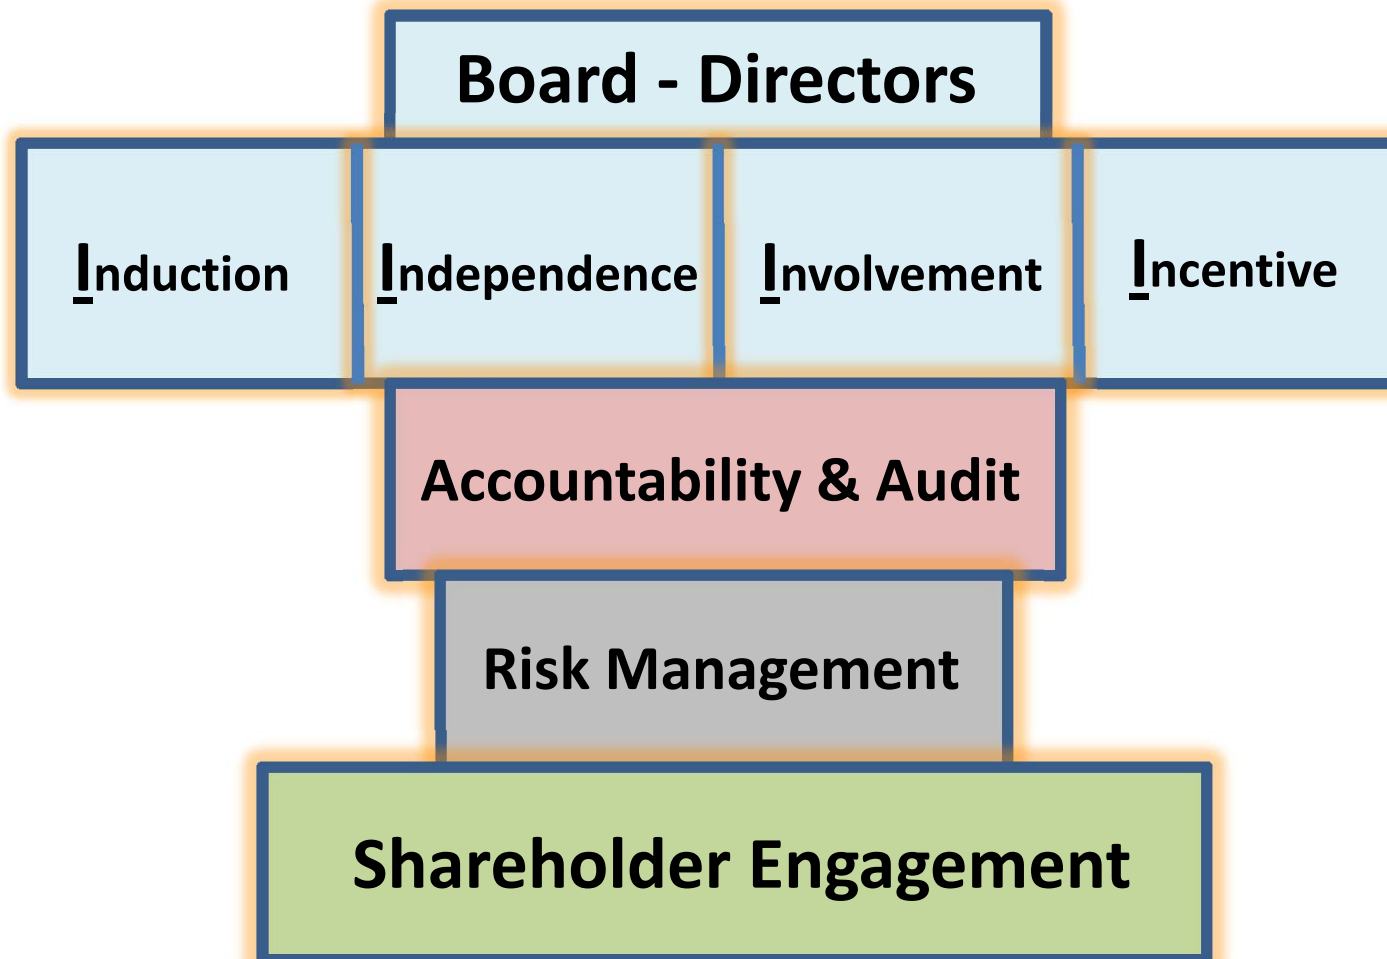 Board - Directors
Induction Independence Involvement Incentive
Accountability & Audit
Risk Management
Shareholder Engagement